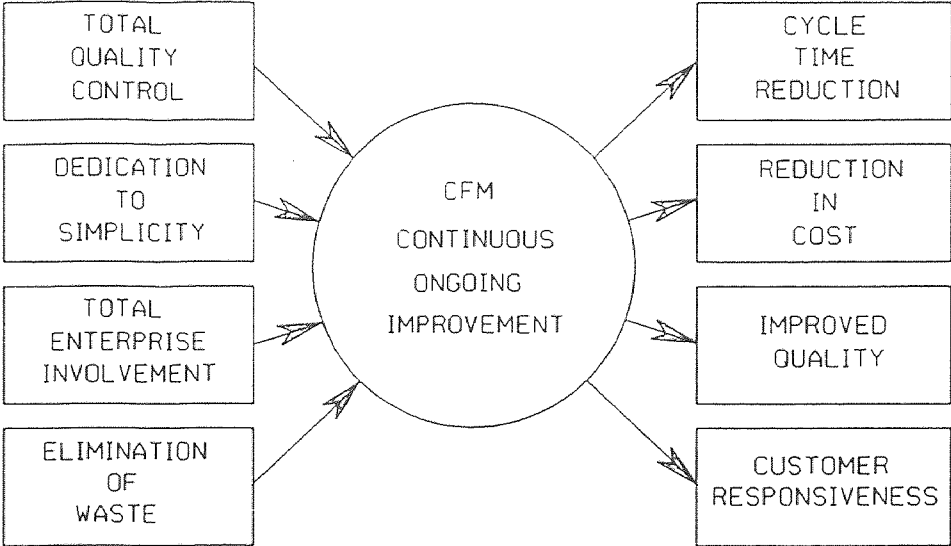 TOTAL
QUALITY
CONTROL
DEDICATION
TO
SIMPLICITY
TOTAL
ENTERPRISE
INVOLVEMENT
ELIMINATION
OF
WASTE
CFM
CONTINUOUS
ONGOING
IMPROVEMENT
CYCLE
TIME
REDUCTION
REDUCTION
IN
COST
IMPROVED
QUALITY
CUSTOMER
RESPONSIVENESS